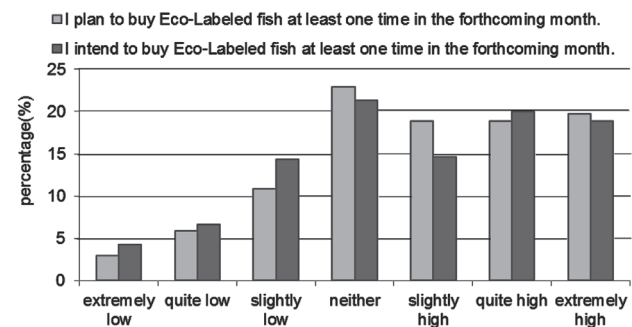 I plan to buy Eco-Labeled fish at least one time in the forthcoming month.
I intend to buy Eco-Labeled fish at least one time in the forthcoming month.
percentage(%)
25
20
15
10
5
0
extremely low
quite low
slightly low
neither
slightly high
quite high
extremely high